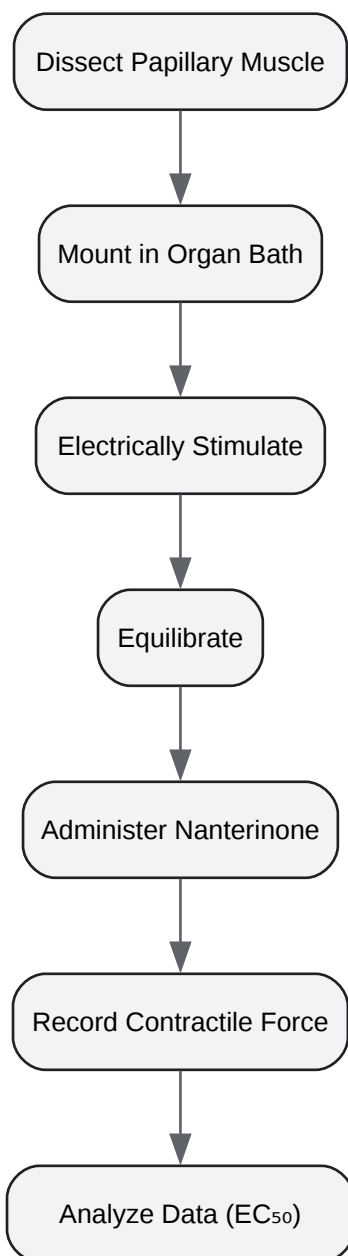 Dissect Papillary Muscle
Mount in Organ Bath
Electrically Stimulate
Equilibrate
Administer Nanterinone
Record Contractile Force
Analyze Data (EC₅₀)